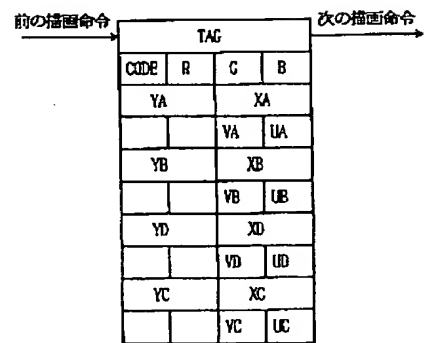 前の描画命令
次の描画命令
TAG
CODE R G B
YA XA
VA UA
YB XB
VB UB
YD XD
VD UD
YC XC
VC UC